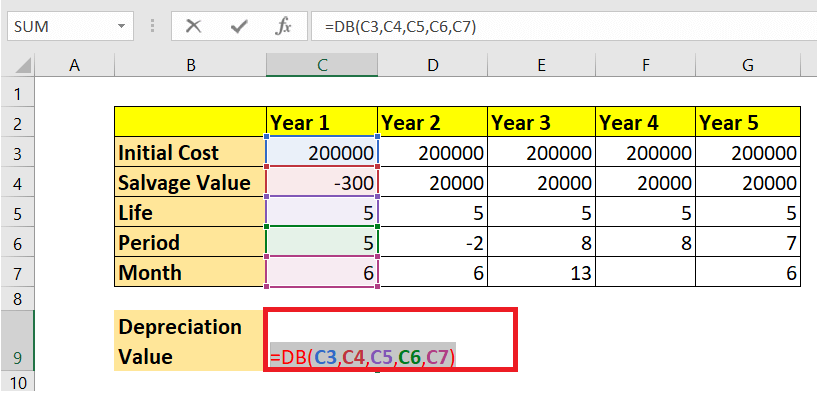 SUM fx =DB(C3,C4,C5,C6,C7)
A B C D E F G
1
2 Year 1 Year 2 Year 3 Year 4 Year 5
3 Initial Cost 200000 200000 200000 200000 200000
4 Salvage Value -300 20000 20000 20000 20000
5 Life 5 5 5 5 5
6 Period 5 -2 8 8 7
7 Month 6 6 13 6
8
Depreciation
9 Value =DB(C3,C4,C5,C6,C7)
10